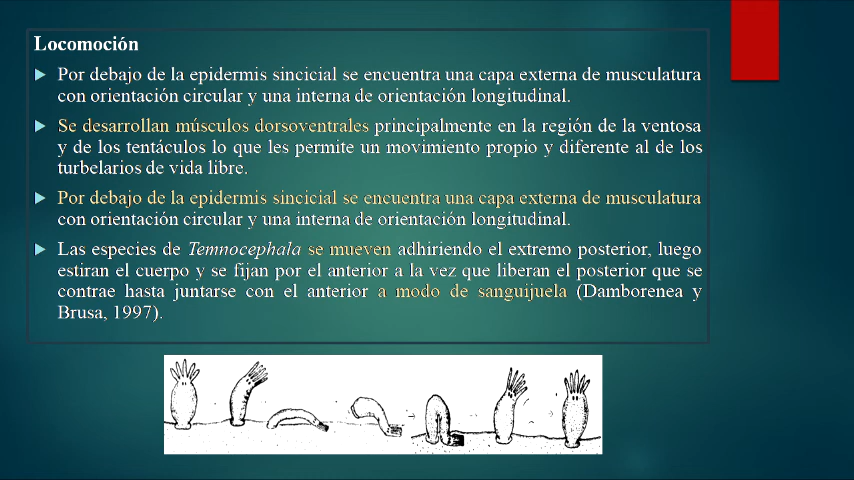 Locomoción
Por debajo de la epidermis sincicial se encuentra una capa externa de musculatura
con orientación circular y una interna de orientación longitudinal.
Se desarrollan músculos dorsoventrales principalmente en la región de la ventosa
y de los tentáculos lo que les permite un movimiento propio y diferente al de los
turbelarios de vida libre.
Por debajo de la epidermis sincicial se encuentra una capa externa de musculatura
con orientación circular y una interna de orientación longitudinal.
Las especies de Temnocephala se mueven adhiriendo el extremo posterior, luego
estiran el cuerpo y se fijan por el anterior a la vez que liberan el posterior que se
contrae hasta juntarse con el anterior a modo de sanguijuela (Damborenea y
Brusa, 1997).